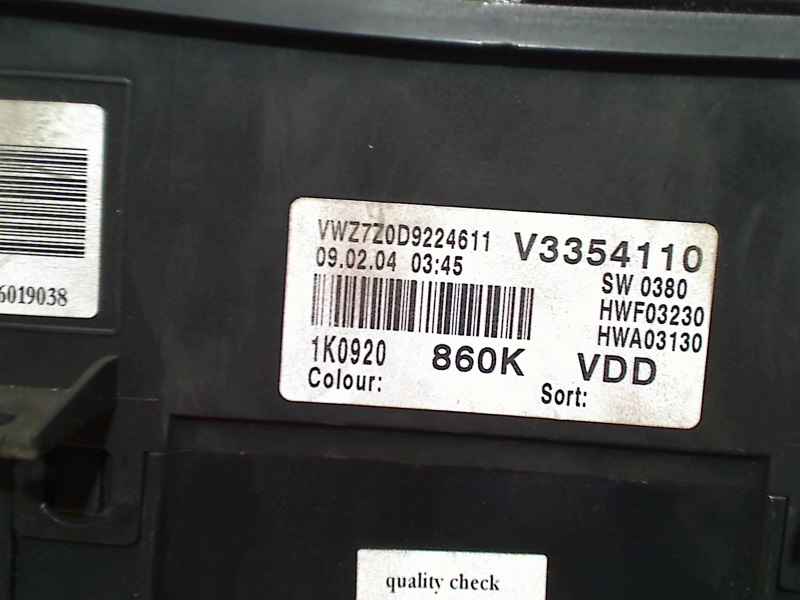 6019038
VWZ7Z0D9224611 V3354110
09.02.04 03:45 SW 0380
HWF03230
HWA03130
1K0920 860K VDD
Colour: Sort:
quality check